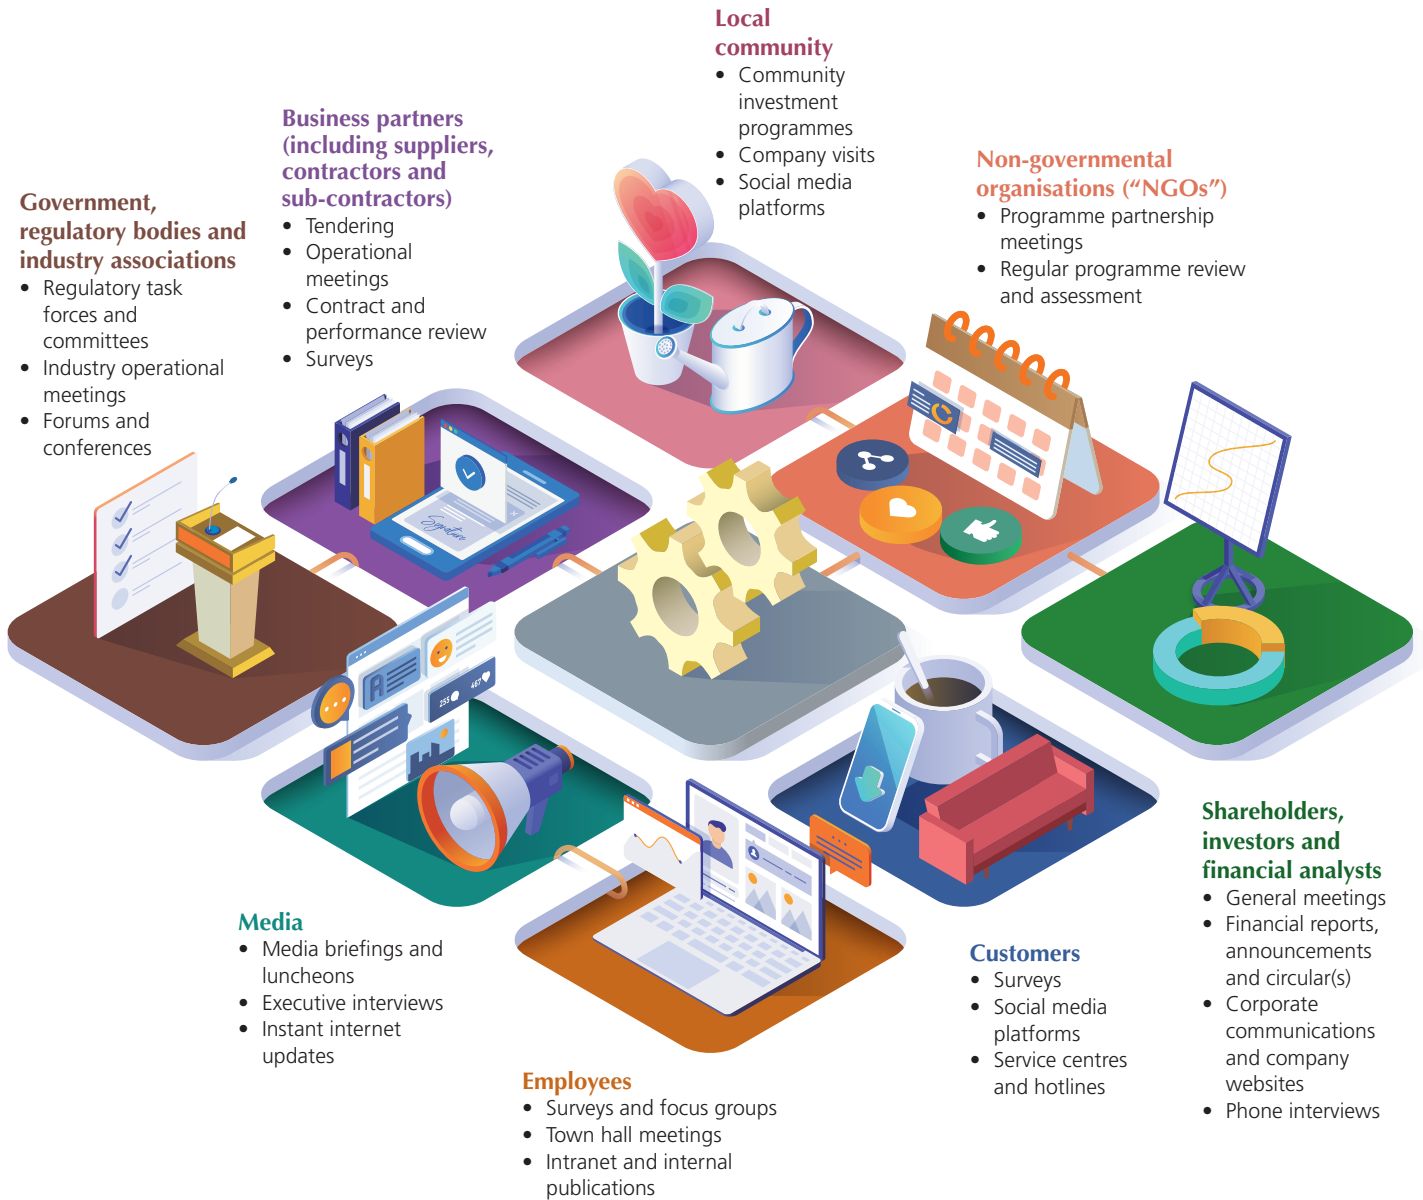 Local
community
• Community
investment
programmes
• Company visits
• Social media
platforms
Business partners
(including suppliers,
contractors and
sub-contractors)
• Tendering
• Operational
meetings
• Contract and
performance review
• Surveys
Non-governmental
organisations (“NGOs”)
• Programme partnership
meetings
• Regular programme review
and assessment
Government,
regulatory bodies and
industry associations
• Regulatory task
forces and
committees
• Industry operational
meetings
• Forums and
conferences
Signature
A
255
467
Shareholders,
investors and
financial analysts
• General meetings
• Financial reports,
announcements
and circular(s)
• Corporate
communications
and company
websites
• Phone interviews
Media
• Media briefings and
luncheons
• Executive interviews
• Instant internet
updates
Customers
• Surveys
• Social media
platforms
• Service centres
and hotlines
Employees
• Surveys and focus groups
• Town hall meetings
• Intranet and internal
publications